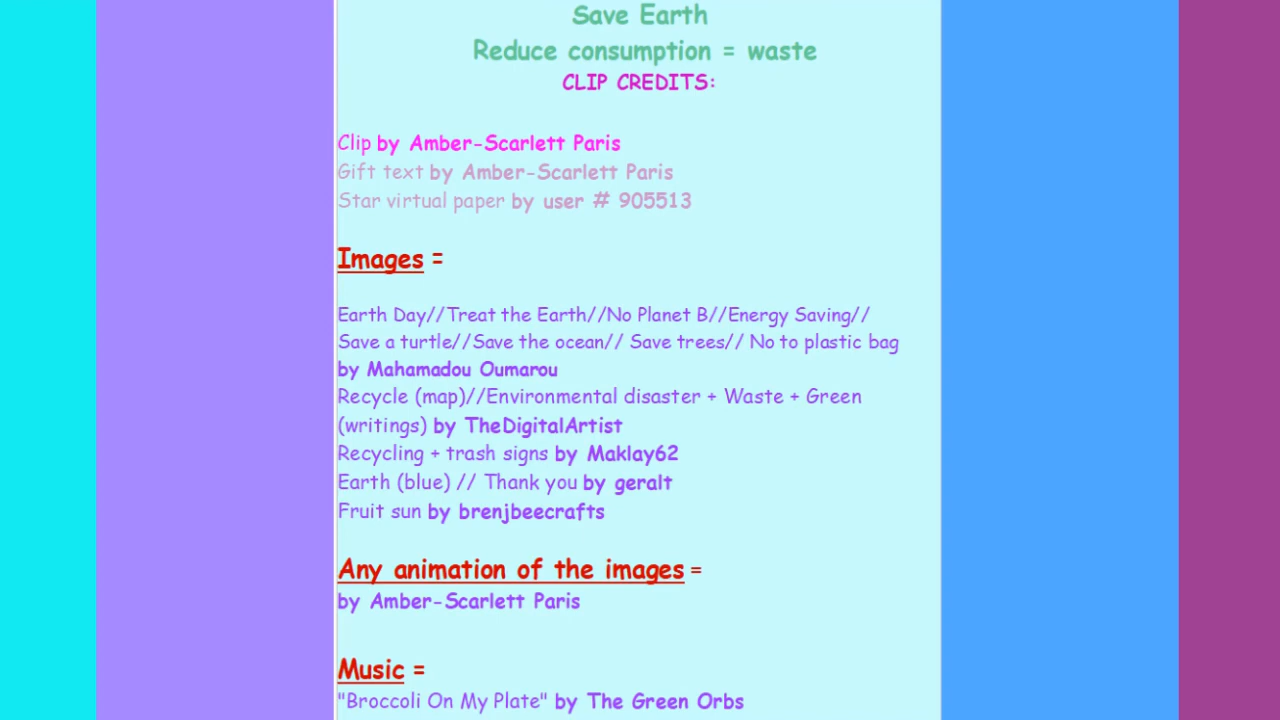 Save Earth
Reduce consumption = waste
CLIP CREDITS:
Clip by Amber-Scarlett Paris
Gift text by Amber-Scarlett Paris
Star virtual paper by user # 905513
Images =
Earth Day//Treat the Earth//No Planet B//Energy Saving//
Save a turtle//Save the ocean// Save trees// No to plastic bag
by Mahamadou Oumarou
Recycle (map)//Environmental disaster + Waste + Green
(writings) by TheDigitalArtist
Recycling + trash signs by Maklay62
Earth (blue) // Thank you by geralt
Fruit sun by brenjbeecrafts
Any animation of the images =
by Amber-Scarlett Paris
Music =
"Broccoli On My Plate" by The Green Orbs